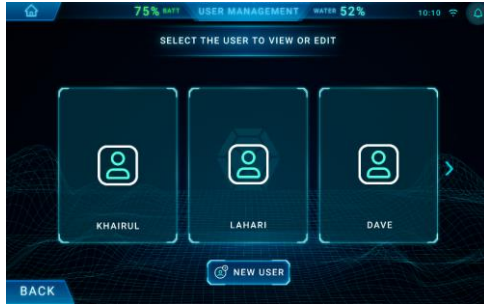 75% BATT USER MANAGEMENT WATER 52% 10:10
SELECT THE USER TO VIEW OR EDIT
KHAIRUL LAHARI DAVE
NEW USER
BACK